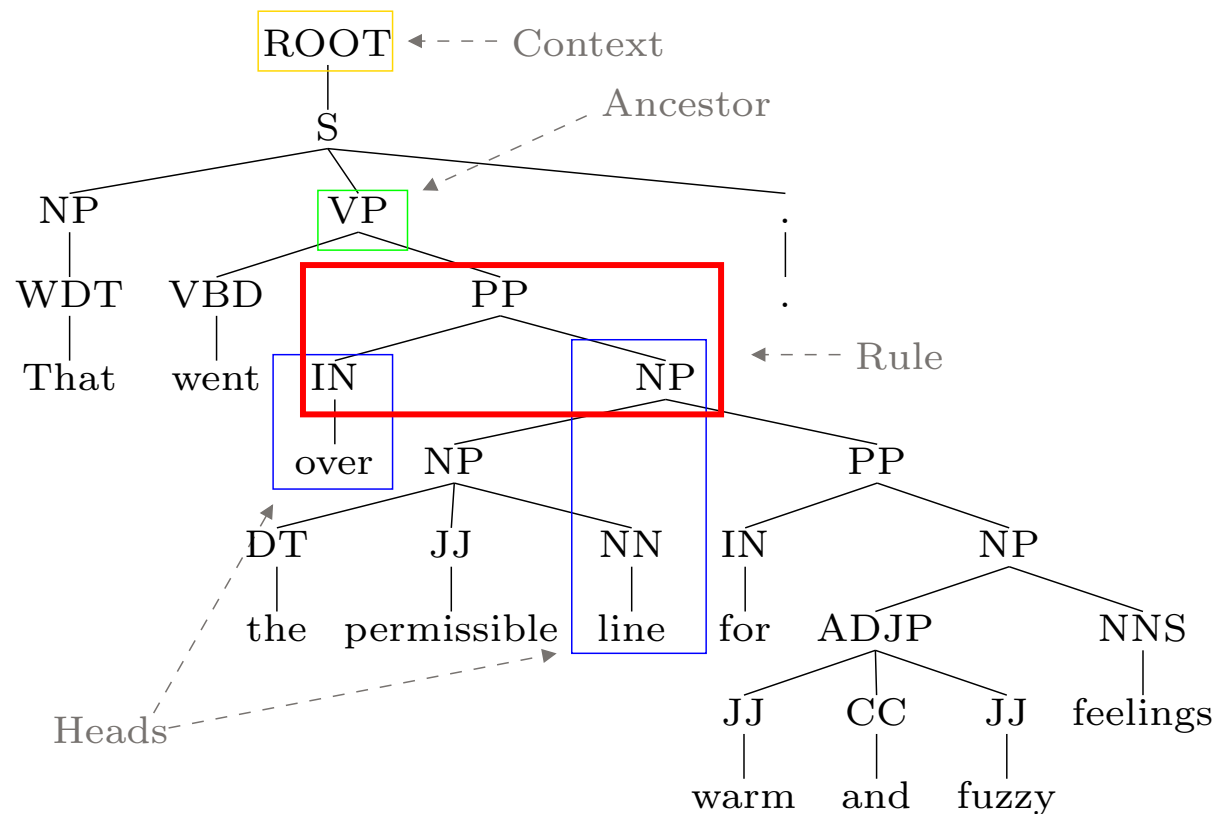 ROOT Context
Ancestor
S
NP VP .
WDT VBD PP .
That went IN NP Rule
over NP PP
DT JJ NN IN NP
the permissible line for ADJP NNS
Heads JJ CC JJ feelings
warm and fuzzy